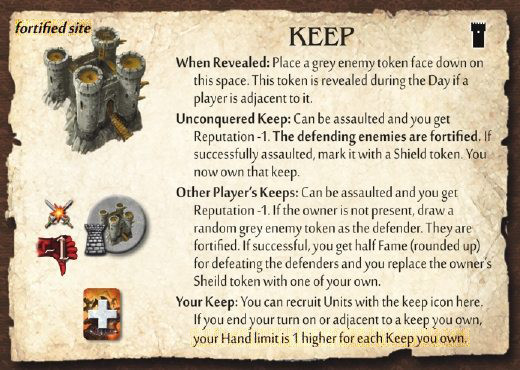 fortified site
KEEP
When Revealed: Place a grey enemy token face down on
this space. This token is revealed during the Day if a
player is adjacent to it.
Unconquered Keep: Can be assaulted and you get
Reputation -1. The defending enemies are fortified. If
successfully assaulted, mark it with a Shield token. You
now own that keep.
Other Player's Keeps: Can be assaulted and you get
Reputation -1. If the owner is not present, draw a
random grey enemy token as the defender. They are
fortified. If successful, you get half Fame (rounded up)
for defeating the defenders and you replace the owner's
Sheild token with one of your own.
-1
Your Keep: You can recruit Units with the keep icon here.
If you end your turn on or adjacent to a keep you own,
your Hand limit is 1 higher for each Keep you own.